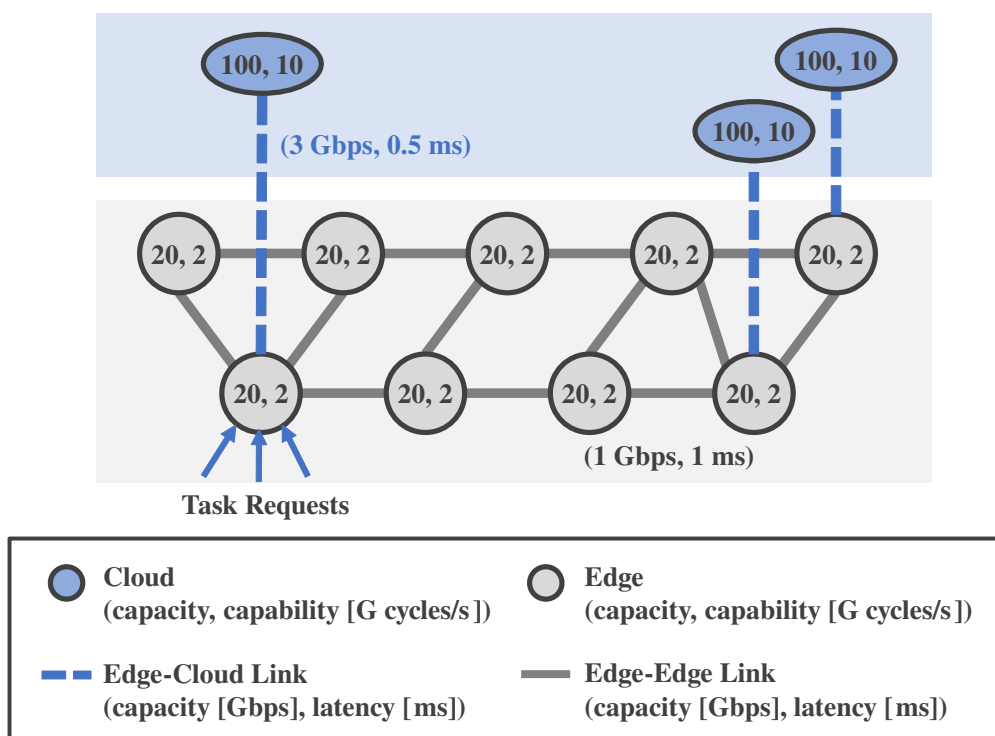 100, 10
100, 10
100, 10
(3 Gbps, 0.5 ms)
20, 2
20, 2
20, 2
20, 2
20, 2
20, 2
20, 2
20, 2
20, 2
(1 Gbps, 1 ms)
Task Requests
Cloud
(capacity, capability [G cycles/s])
Edge
(capacity, capability [G cycles/s])
Edge-Cloud Link
(capacity [Gbps], latency [ms])
Edge-Edge Link
(capacity [Gbps], latency [ms])